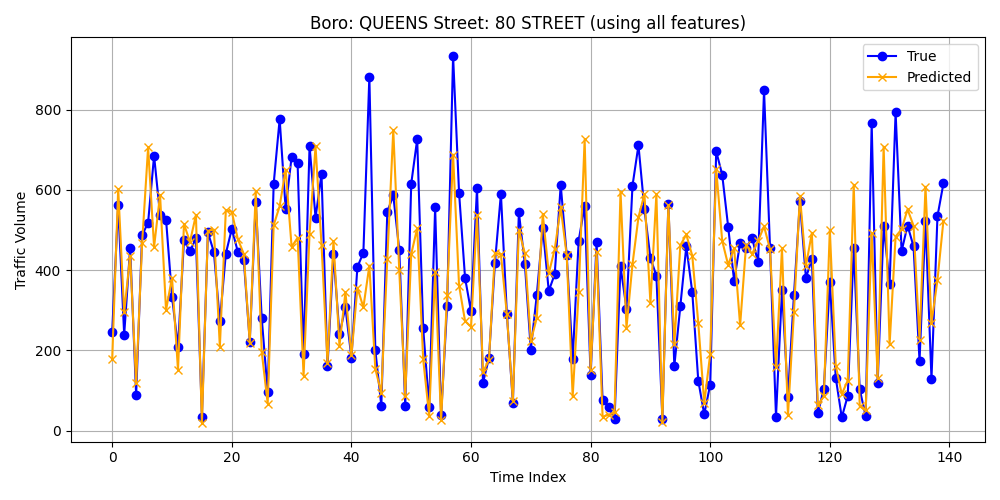 Boro: QUEENS Street: 80 STREET (using all features)
True
Predicted
Traffic Volume
800
600
400
200
0
0 20 40 60 80 100 120 140
Time Index